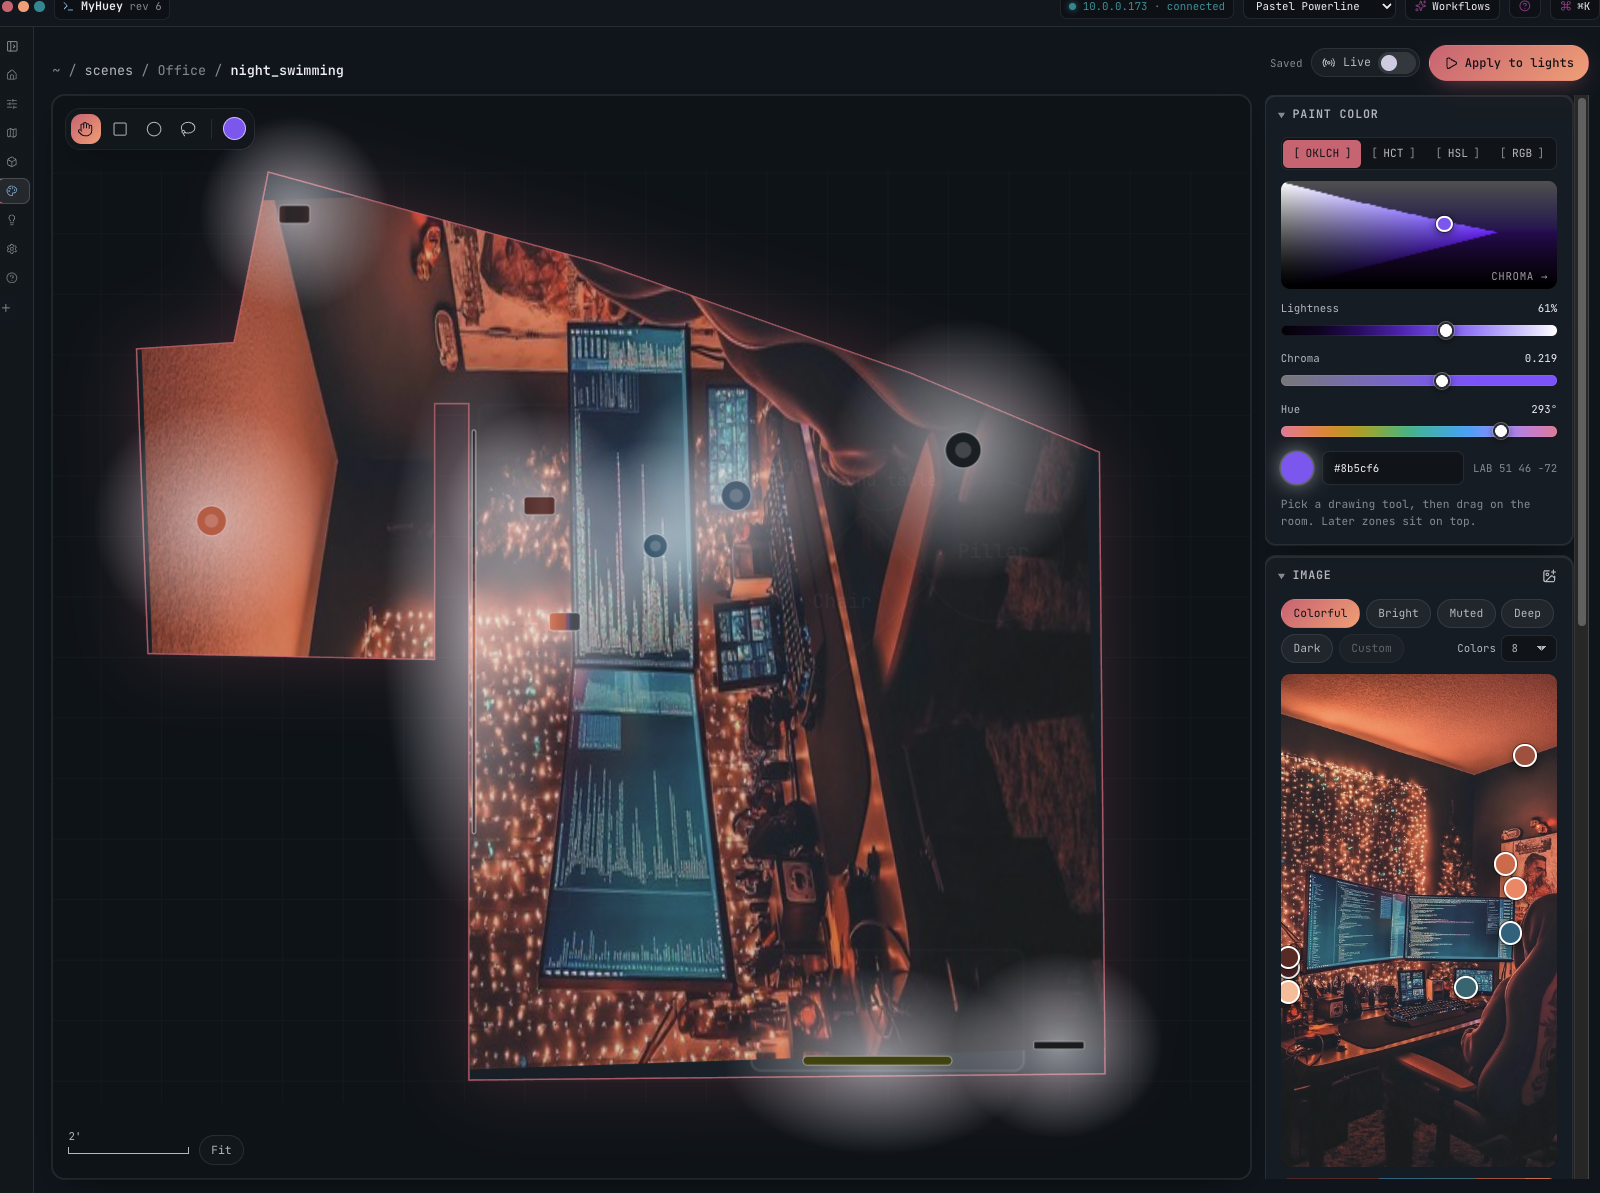 MyHuey rev 6
10.0.0.173 · connected
Pastel Powerline
Workflows
⌘K
~ / scenes / Office / night_swimming
Saved
Live
Apply to lights
PAINT COLOR
[ OKLCH ] [ HCT ] [ HSL ] [ RGB ]
CHROMA →
Lightness 61%
Chroma 0.219
Hue 293°
#8b5cf6 LAB 51 46 -72
Pick a drawing tool, then drag on the
room. Later zones sit on top.
IMAGE
Colorful Bright Muted Deep
Dark Custom Colors 8
Pillar
Chair
2'
Fit